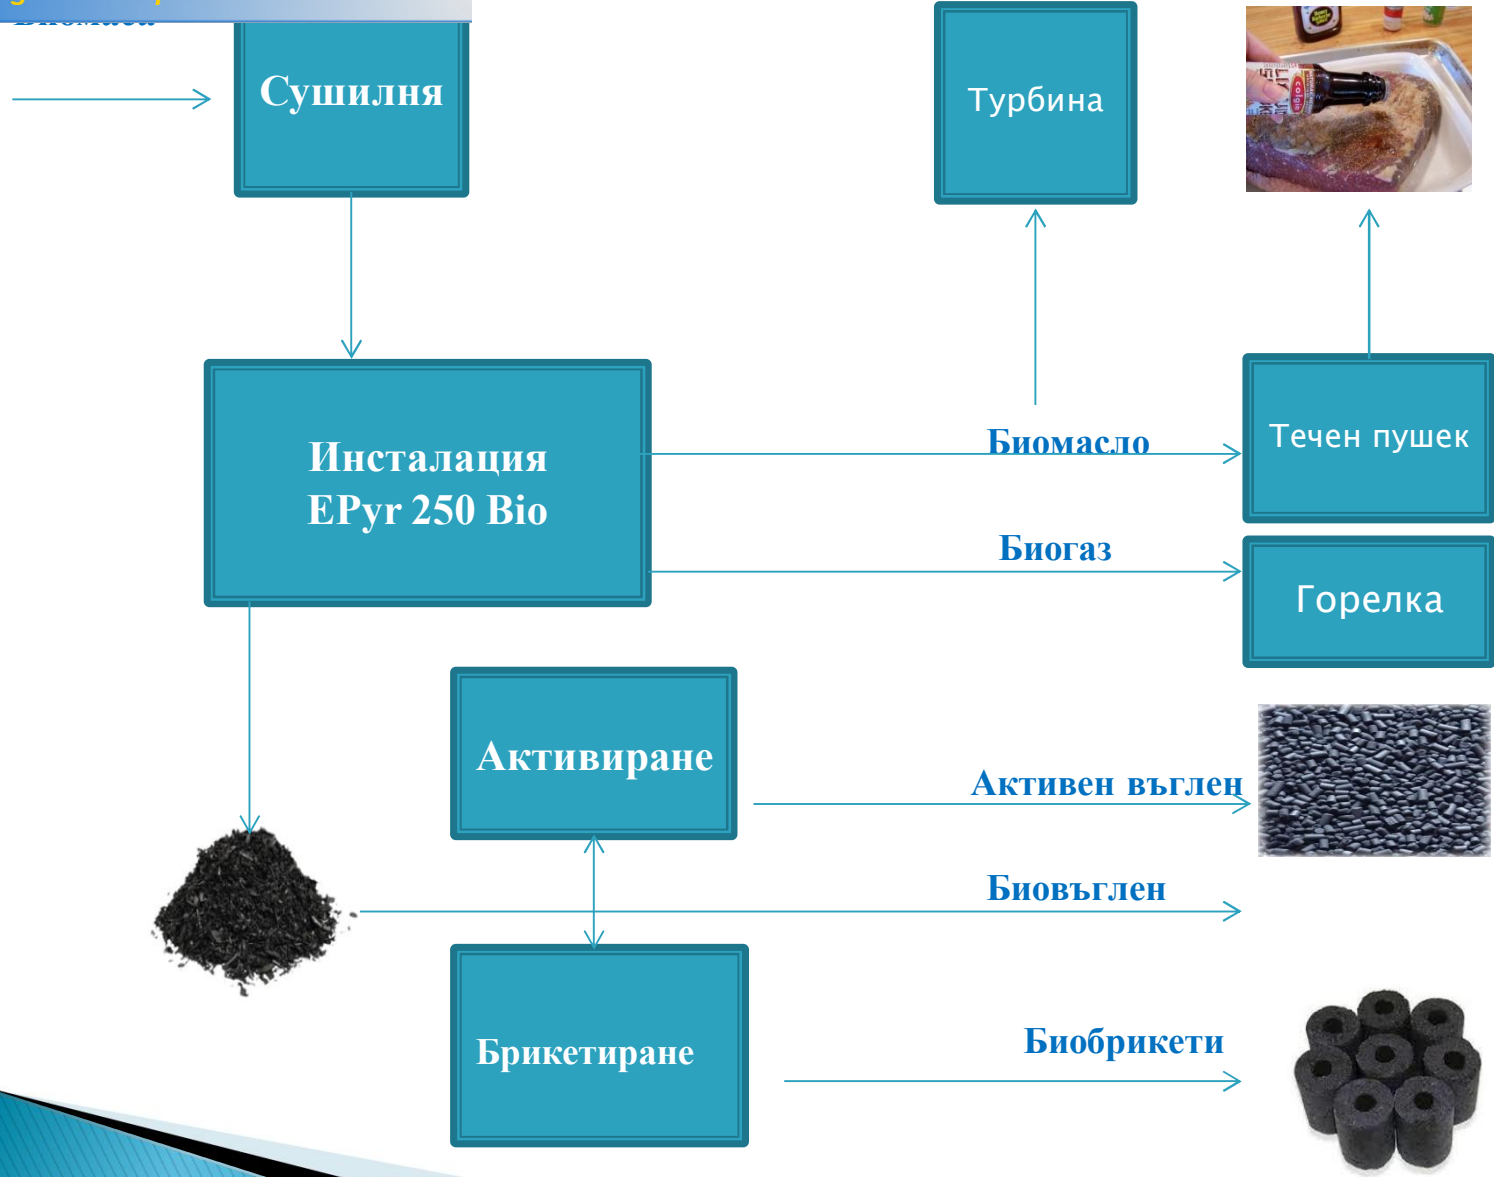 Сушилня
Турбина
Инсталация
EPyr 250 Bio
Биомасло
Течен пушек
Биогаз
Горелка
Активиране
Активен въглен
Биовъглен
Брикетиране
Биобрикети